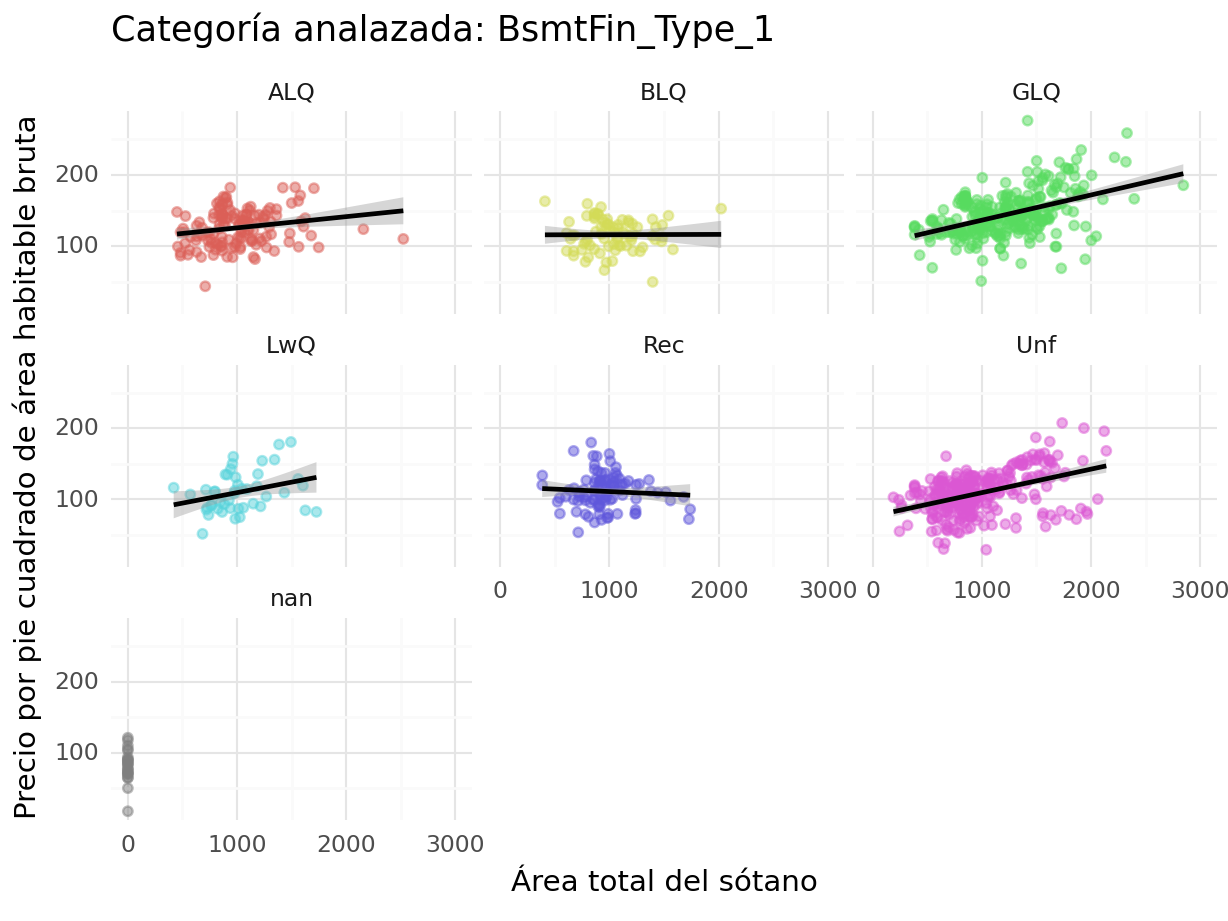 Categoría analazada: BsmtFin_Type_1
ALQ
BLQ
GLQ
200
100
LwQ
Rec
Unf
200
100
0
1000
2000
3000
0
1000
2000
3000
nan
200
100
0
1000
2000
3000
Precio por pie cuadrado de área habitable bruta
Área total del sótano